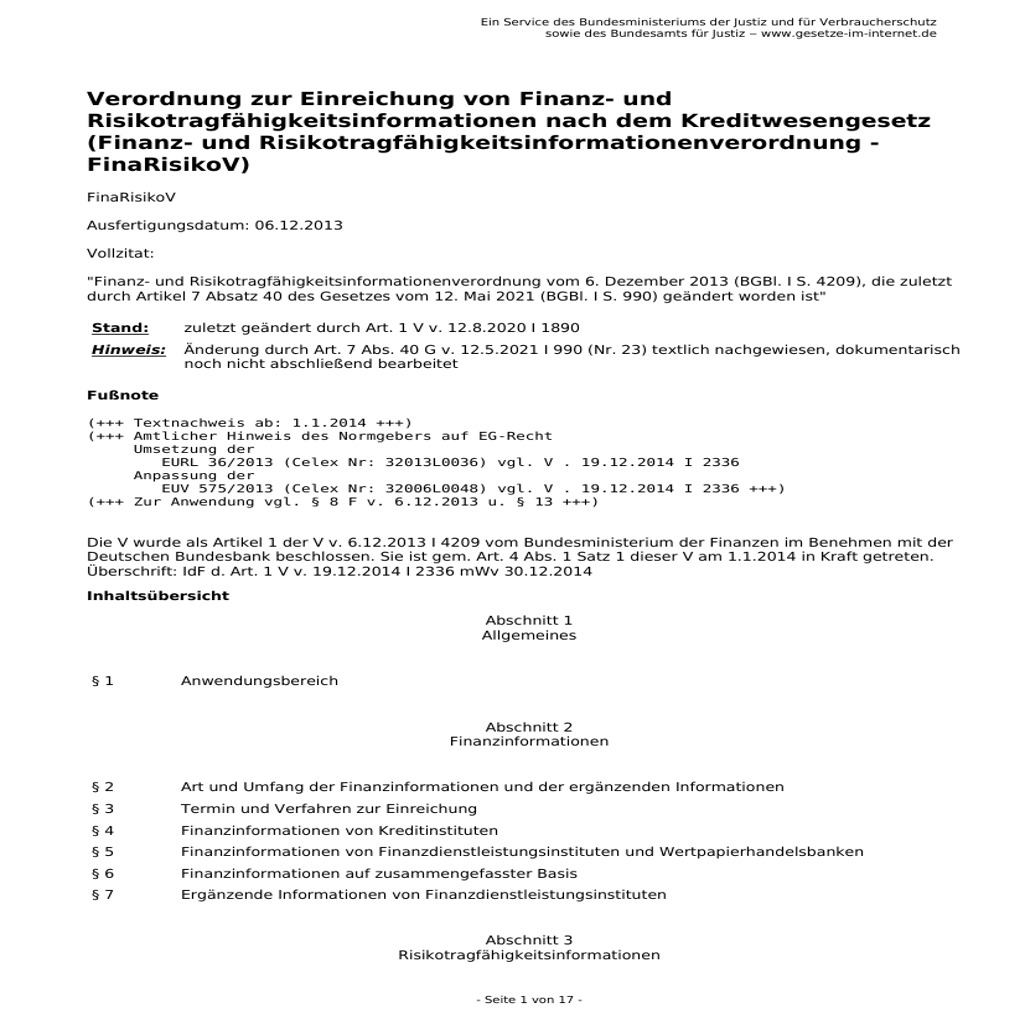 Ein Service des Bundesministeriums der Justiz und für Verbraucherschutz
sowie des Bundesamts für Justiz – www.gesetze-im-internet.de
Verordnung zur Einreichung von Finanz- und
Risikotragfähigkeitsinformationen nach dem Kreditwesengesetz
(Finanz- und Risikotragfähigkeitsinformationenverordnung -
FinaRisikoV)
FinaRisikoV
Ausfertigungsdatum: 06.12.2013
Vollzitat:
"Finanz- und Risikotragfähigkeitsinformationenverordnung vom 6. Dezember 2013 (BGBl. I S. 4209), die zuletzt
durch Artikel 7 Absatz 40 des Gesetzes vom 12. Mai 2021 (BGBl. I S. 990) geändert worden ist"
Stand: zuletzt geändert durch Art. 1 V v. 12.8.2020 I 1890
Hinweis: Änderung durch Art. 7 Abs. 40 G v. 12.5.2021 I 990 (Nr. 23) textlich nachgewiesen, dokumentarisch
noch nicht abschließend bearbeitet
Fußnote
(+++ Textnachweis ab: 1.1.2014 +++)
(+++ Amtlicher Hinweis des Normgebers auf EG-Recht
Umsetzung der
EURL 36/2013 (Celex Nr: 32013L0036) vgl. V . 19.12.2014 I 2336
Anpassung der
EUV 575/2013 (Celex Nr: 32006L0048) vgl. V . 19.12.2014 I 2336 +++)
(+++ Zur Anwendung vgl. § 8 F v. 6.12.2013 u. § 13 +++)
Die V wurde als Artikel 1 der V v. 6.12.2013 I 4209 vom Bundesministerium der Finanzen im Benehmen mit der
Deutschen Bundesbank beschlossen. Sie ist gem. Art. 4 Abs. 1 Satz 1 dieser V am 1.1.2014 in Kraft getreten.
Überschrift: IdF d. Art. 1 V v. 19.12.2014 I 2336 mWv 30.12.2014
Inhaltsübersicht
Abschnitt 1
Allgemeines
§ 1 Anwendungsbereich
Abschnitt 2
Finanzinformationen
§ 2 Art und Umfang der Finanzinformationen und der ergänzenden Informationen
§ 3 Termin und Verfahren zur Einreichung
§ 4 Finanzinformationen von Kreditinstituten
§ 5 Finanzinformationen von Finanzdienstleistungsinstituten und Wertpapierhandelsbanken
§ 6 Finanzinformationen auf zusammengefasster Basis
§ 7 Ergänzende Informationen von Finanzdienstleistungsinstituten
Abschnitt 3
Risikotragfähigkeitsinformationen
- Seite 1 von 17 -